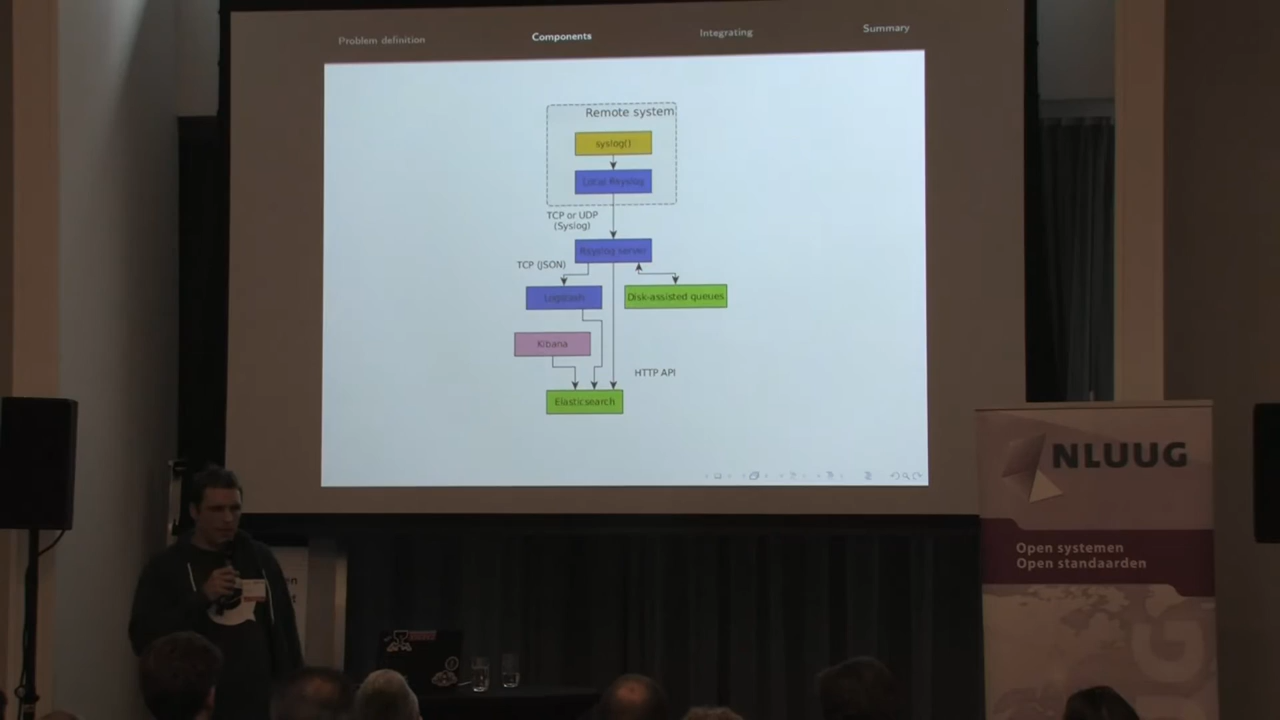 Problem definition
Components
Integrating
Summary
Remote system
syslog()
Local Rsyslog
TCP or UDP
(Syslog)
Rsyslog server
TCP (JSON)
Logstash
Disk-assisted queues
Kibana
HTTP API
Elasticsearch
NLUUG
Open systemen
Open standaarden